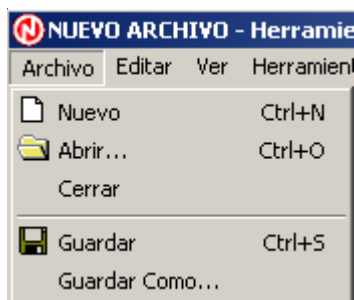 NUEVO ARCHIVO - Herramie
Archivo Editar Ver Herramient
Nuevo Ctrl+N
Abrir... Ctrl+O
Cerrar
Guardar Ctrl+S
Guardar Como...